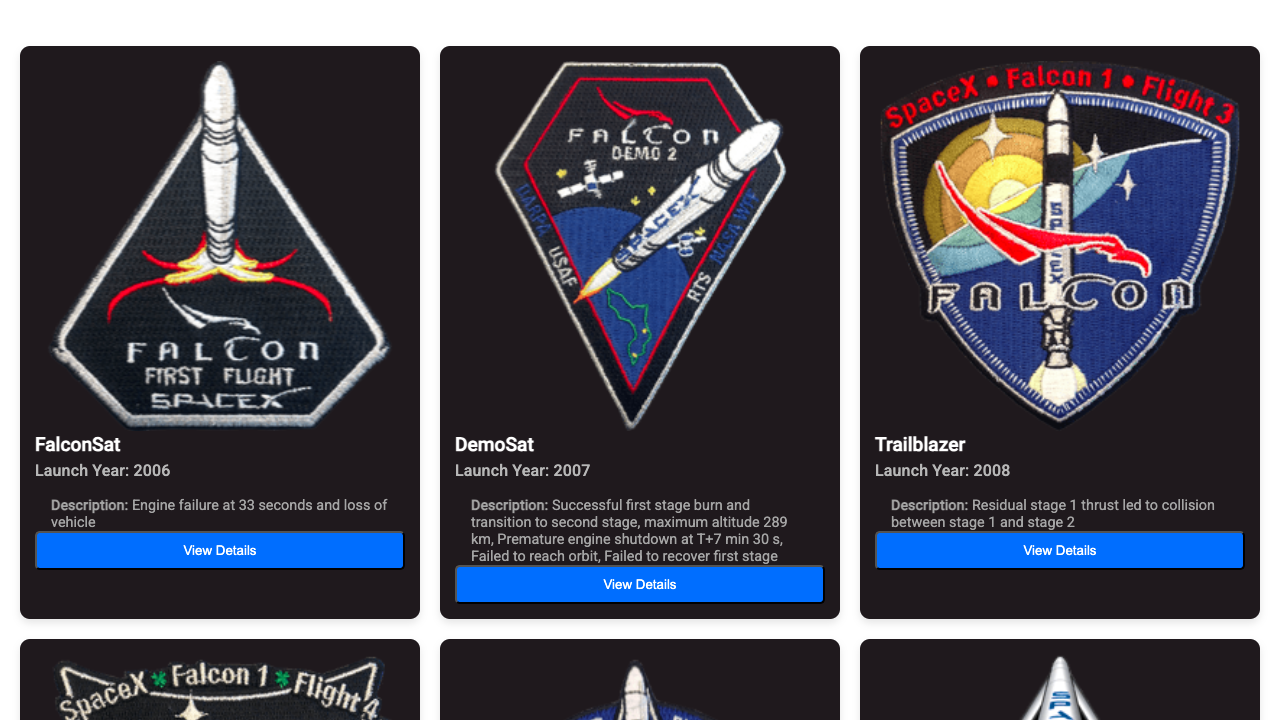 FALCON
FIRST FLIGHT
SPACEX
FalconSat
Launch Year: 2006
Description: Engine failure at 33 seconds and loss of
vehicle
View Details
FALCON
DEMO 2
DARPA
USAF
SPACEX
NASA WFF
RTS
DemoSat
Launch Year: 2007
Description: Successful first stage burn and
transition to second stage, maximum altitude 289
km, Premature engine shutdown at T+7 min 30 s,
Failed to reach orbit, Failed to recover first stage
View Details
SpaceX • Falcon 1 • Flight 3
FALCON
Trailblazer
Launch Year: 2008
Description: Residual stage 1 thrust led to collision
between stage 1 and stage 2
View Details
SpaceX Falcon 1 Flight 4